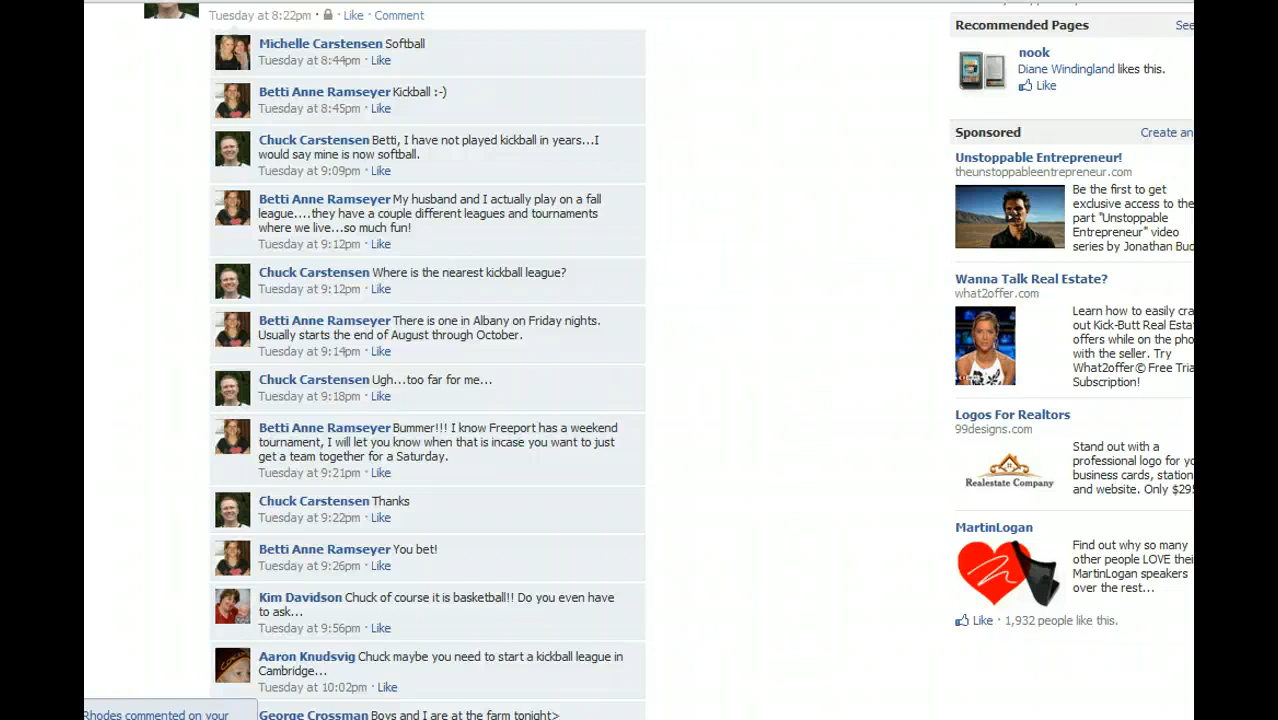 Tuesday at 8:22pm · Like · Comment
Michelle Carstensen Softball
Tuesday at 8:44pm · Like
Betti Anne Ramseyer Kickball :-)
Tuesday at 8:45pm · Like
Chuck Carstensen Betti, I have not played kickball in years...I
would say mine is now softball.
Tuesday at 9:09pm · Like
Betti Anne Ramseyer My husband and I actually play on a fall
league....they have a couple different leagues and tournaments
where we live...so much fun!
Tuesday at 9:12pm · Like
Chuck Carstensen Where is the nearest kickball league?
Tuesday at 9:12pm · Like
Betti Anne Ramseyer There is one in Albany on Friday nights.
Usually starts the end of August through October.
Tuesday at 9:14pm · Like
Chuck Carstensen Ugh...too far for me...
Tuesday at 9:18pm · Like
Betti Anne Ramseyer Bummer!!! I know Freeport has a weekend
tournament, I will let you know when that is incase you want to just
get a team together for a Saturday.
Tuesday at 9:21pm · Like
Chuck Carstensen Thanks
Tuesday at 9:22pm · Like
Betti Anne Ramseyer You bet!
Tuesday at 9:26pm · Like
Kim Davidson Chuck of course it is basketball!! Do you even have
to ask...
Tuesday at 9:56pm · Like
Aaron Knudsvig Chuck maybe you need to start a kickball league in
Cambridge...
Tuesday at 10:02pm · Like
George Crossman Boys and I are at the farm tonight>
Rhodes commented on your
Recommended Pages See
nook
Diane Windingland likes this.
Like
Sponsored Create an
Unstoppable Entrepreneur!
theunstoppableentrepreneur.com
Be the first to get
exclusive access to the
part "Unstoppable
Entrepreneur" video
series by Jonathan Bud
Wanna Talk Real Estate?
what2offer.com
Learn how to easily cra
out Kick-Butt Real Esta
offers while on the pho
with the seller. Try
What2offer© Free Tria
Subscription!
Logos For Realtors
99designs.com
Realestate Company
Stand out with a
professional logo for yo
business cards, station
and website. Only $295
MartinLogan
Find out why so many
other people LOVE thei
MartinLogan speakers
over the rest...
Like · 1,932 people like this.